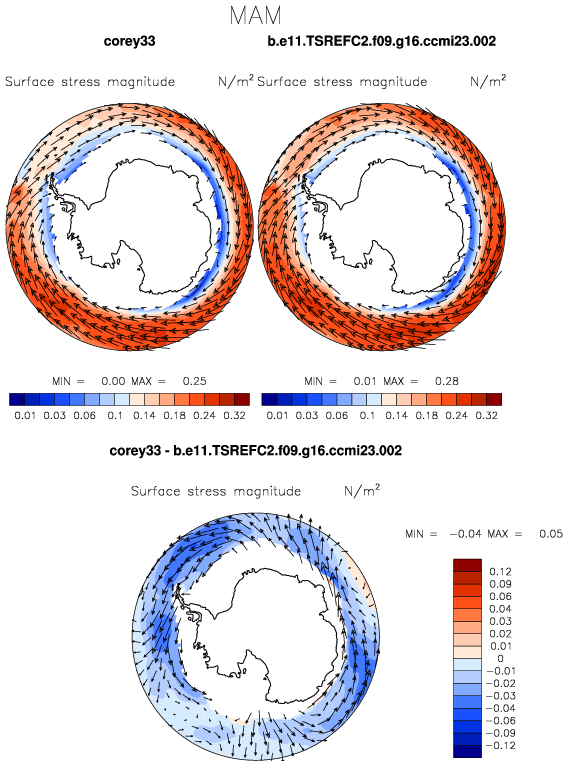 MAM
corey33 b.e11.TSREFC2.f09.g16.ccmi23.002
Surface stress magnitude N/m² Surface stress magnitude N/m²
MIN = 0.00 MAX = 0.25 MIN = 0.01 MAX = 0.28
0.01 0.03 0.06 0.1 0.14 0.18 0.24 0.32 0.01 0.03 0.06 0.1 0.14 0.18 0.24 0.32
corey33 - b.e11.TSREFC2.f09.g16.ccmi23.002
Surface stress magnitude N/m²
MIN = -0.04 MAX = 0.05
0.12
0.09
0.06
0.04
0.03
0.02
0.01
0
-0.01
-0.02
-0.03
-0.04
-0.06
-0.09
-0.12